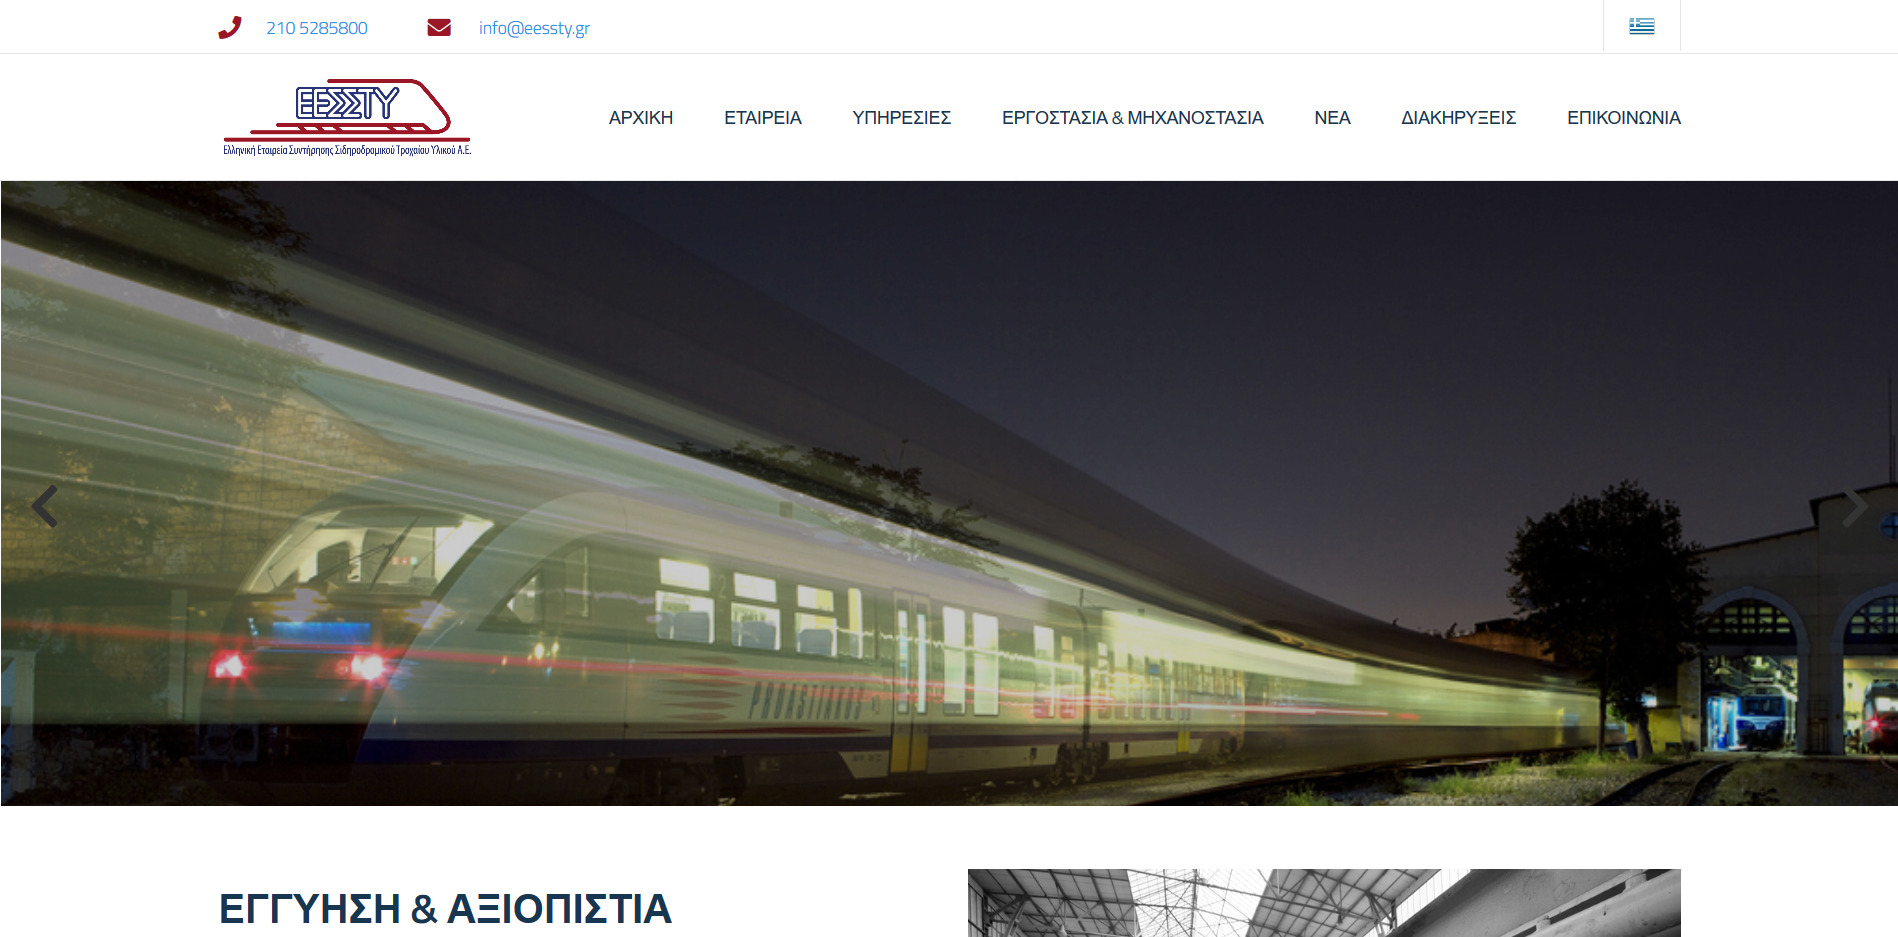 210 5285800
info@eessty.gr
ΕΕΣΣΤΥ
Ελληνική Εταιρεία Συντήρησης Σιδηροδρομικού Τροχαίου Υλικού Α.Ε.
ΑΡΧΙΚΗ
ΕΤΑΙΡΕΙΑ
ΥΠΗΡΕΣΙΕΣ
ΕΡΓΟΣΤΑΣΙΑ & ΜΗΧΑΝΟΣΤΑΣΙΑ
ΝΕΑ
ΔΙΑΚΗΡΥΞΕΙΣ
ΕΠΙΚΟΙΝΩΝΙΑ
PROASTIAKOS
ΕΓΓΥΗΣΗ & ΑΞΙΟΠΙΣΤΙΑ